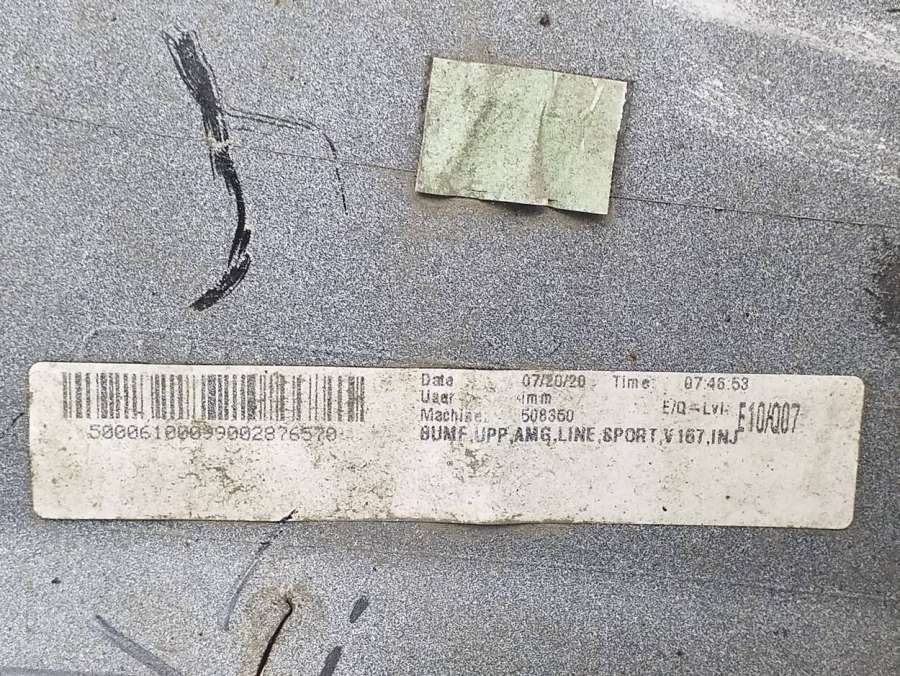 Date 07/20/20 Time: 07:46:53
User imm
Machine: 508350 E/Q-Lvl- E10/Q07
50006100099002876570
BUMF,UPP,AMG,LINE,SPORT,V167,INJ